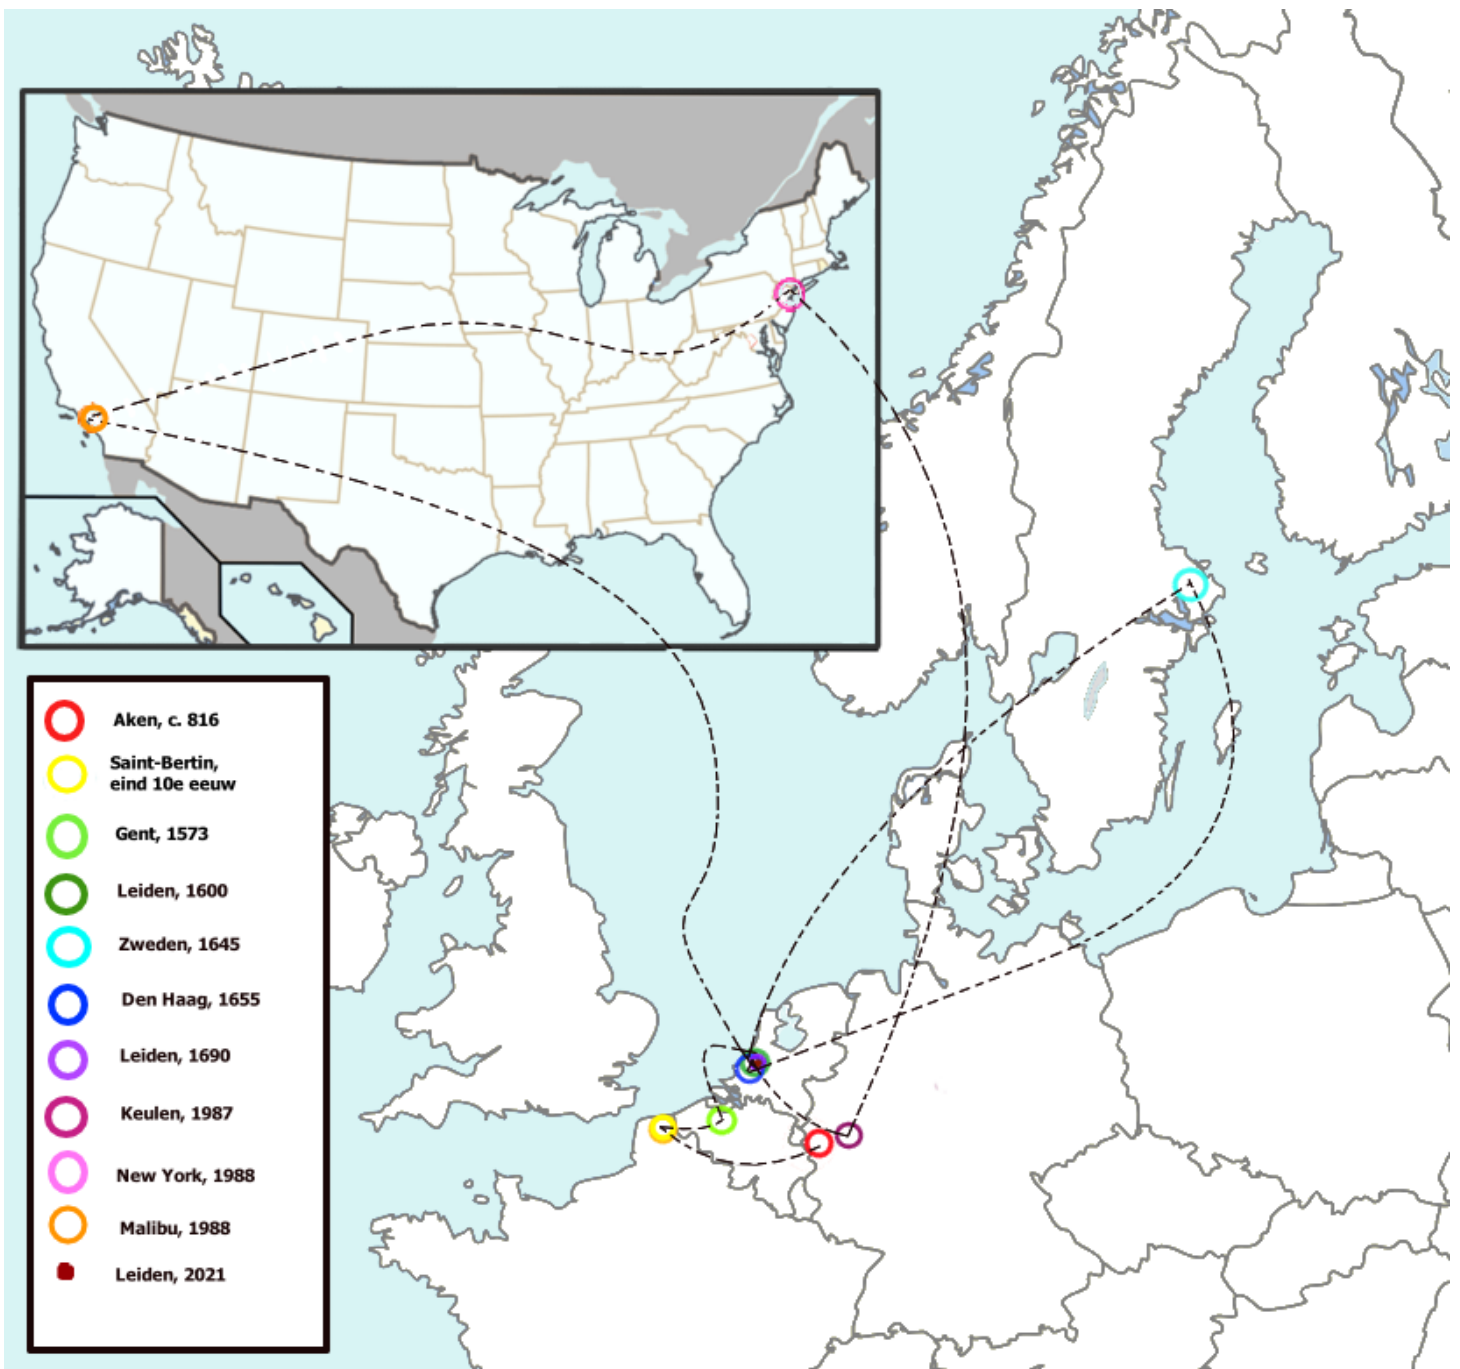 Aken, c. 816
Saint-Bertin,
eind 10e eeuw
Gent, 1573
Leiden, 1600
Zweden, 1645
Den Haag, 1655
Leiden, 1690
Keulen, 1987
New York, 1988
Malibu, 1988
Leiden, 2021